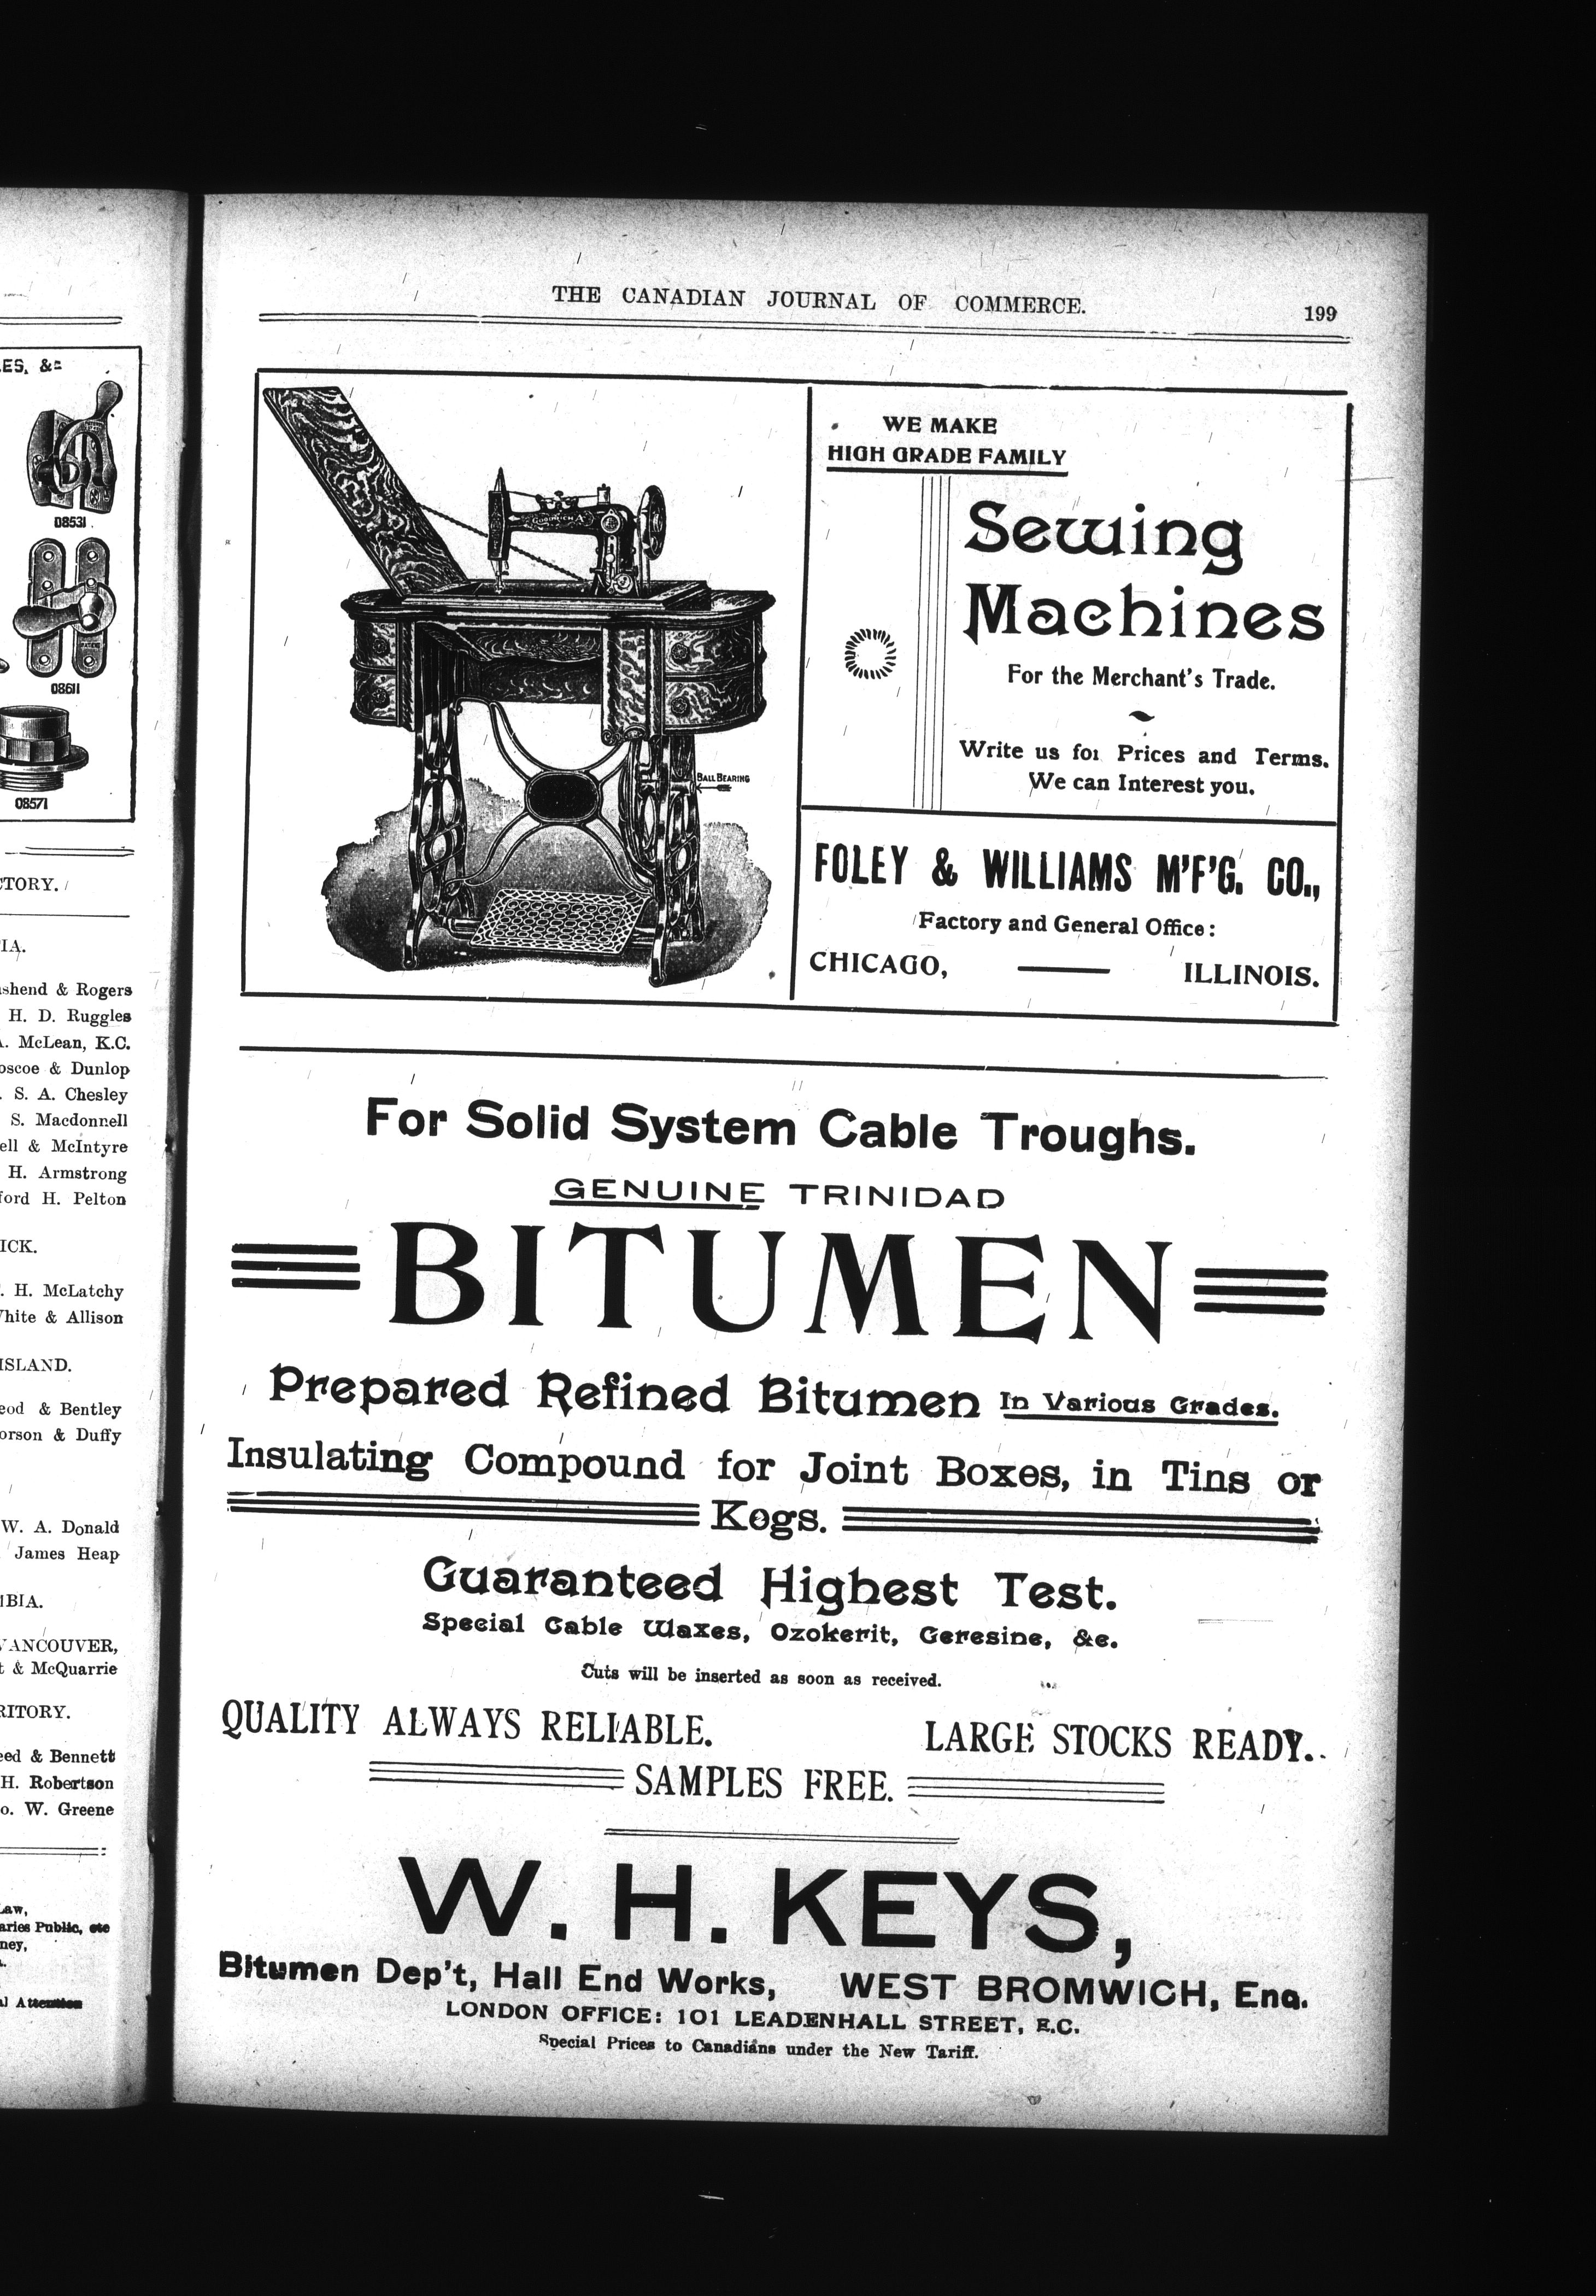 ES, &c
08531
08611
08571
CTORY.
IA.
shend & Rogers
H. D. Ruggles
McLean, K.C.
oscoe & Dunlop
S. A. Chesley
S. Macdonnell
ell & McIntyre
H. Armstrong
ford H. Pelton
ICK.
H. McLatchy
hite & Allison
ISLAND.
eod & Bentley
orson & Duffy
W. A. Donald
James Heap
IBIA.
VANCOUVER,
t & McQuarrie
RITORY.
eed & Bennett
H. Robertson
o. W. Greene
Law,
aries Public, etc
ney,
al Attention
THE CANADIAN JOURNAL OF COMMERCE. 199
GOODRICH A
BALL BEARING
WE MAKE
HIGH GRADE FAMILY
Sewing
Machines
For the Merchant's Trade.
Write us for Prices and Terms.
We can Interest you.
FOLEY & WILLIAMS M'F'G. CO.,
Factory and General Office:
CHICAGO, ILLINOIS.
For Solid System Cable Troughs.
GENUINE TRINIDAD
BITUMEN
Prepared Refined Bitumen In Various Grades.
Insulating Compound for Joint Boxes, in Tins or
Kegs.
Guaranteed Highest Test.
Special Cable Waxes, Ozokerit, Ceresine, &c.
Cuts will be inserted as soon as received.
QUALITY ALWAYS RELIABLE. LARGE STOCKS READY.
SAMPLES FREE.
W. H. KEYS,
Bitumen Dep't, Hall End Works, WEST BROMWICH, Eng.
LONDON OFFICE: 101 LEADENHALL STREET, E.C.
Special Prices to Canadians under the New Tariff.